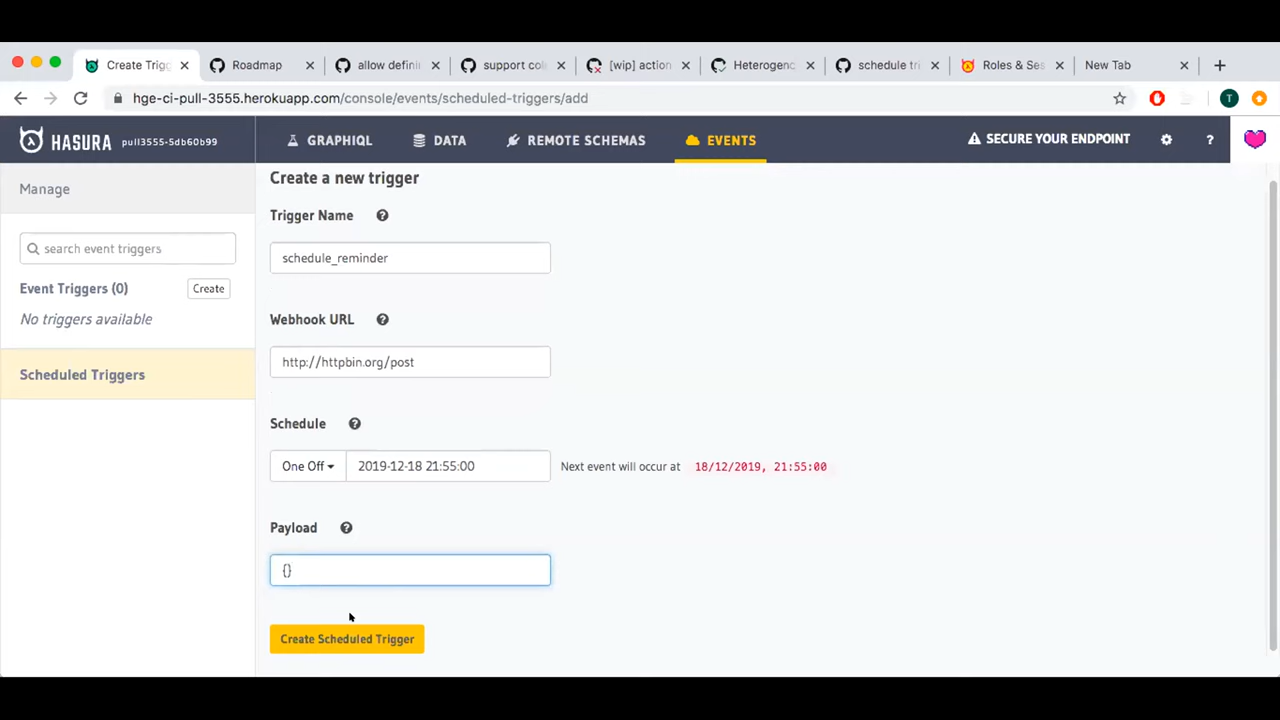 Create Trigg
Roadmap
allow defini
support col
[wip] action
Heterogeno
schedule tri
Roles & Ses
New Tab
hge-ci-pull-3555.herokuapp.com/console/events/scheduled-triggers/add
T
HASURA
pull3555-5db60b99
GRAPHIQL
DATA
REMOTE SCHEMAS
EVENTS
SECURE YOUR ENDPOINT
?
Manage
search event triggers
Event Triggers (0)
Create
No triggers available
Scheduled Triggers
Create a new trigger
Trigger Name
schedule_reminder
Webhook URL
http://httpbin.org/post
Schedule
One Off
2019-12-18 21:55:00
Next event will occur at 18/12/2019, 21:55:00
Payload
{}
Create Scheduled Trigger